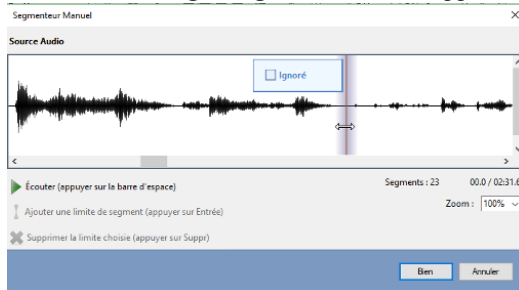 Segmenteur Manuel
Source Audio
Ignoré
Écouter (appuyer sur la barre d'espace)
Segments : 23 00.0 / 02:31.6
Ajouter une limite de segment (appuyer sur Entrée)
Zoom : 100%
Supprimer la limite choisie (appuyer sur Suppr)
Bien Annuler